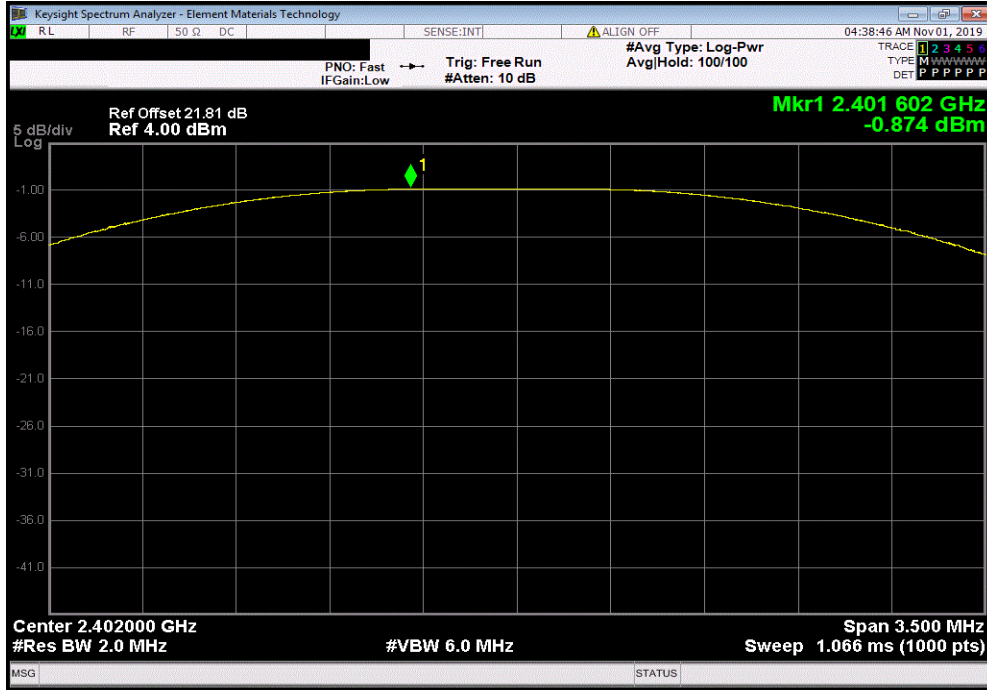 Keysight Spectrum Analyzer - Element Materials Technology
LXI RL RF 50 Ω DC SENSE:INT ALIGN OFF 04:38:46 AM Nov 01, 2019
PNO: Fast Trig: Free Run #Avg Type: Log-Pwr TRACE 1 2 3 4 5 6
IFGain:Low #Atten: 10 dB Avg|Hold: 100/100 TYPE M WWWWW
DET P P P P P P
Mkr1 2.401 602 GHz
-0.874 dBm
Ref Offset 21.81 dB
5 dB/div Ref 4.00 dBm
Log
1
-1.00
-6.00
-11.0
-16.0
-21.0
-26.0
-31.0
-36.0
-41.0
Center 2.402000 GHz Span 3.500 MHz
#Res BW 2.0 MHz #VBW 6.0 MHz Sweep 1.066 ms (1000 pts)
MSG STATUS